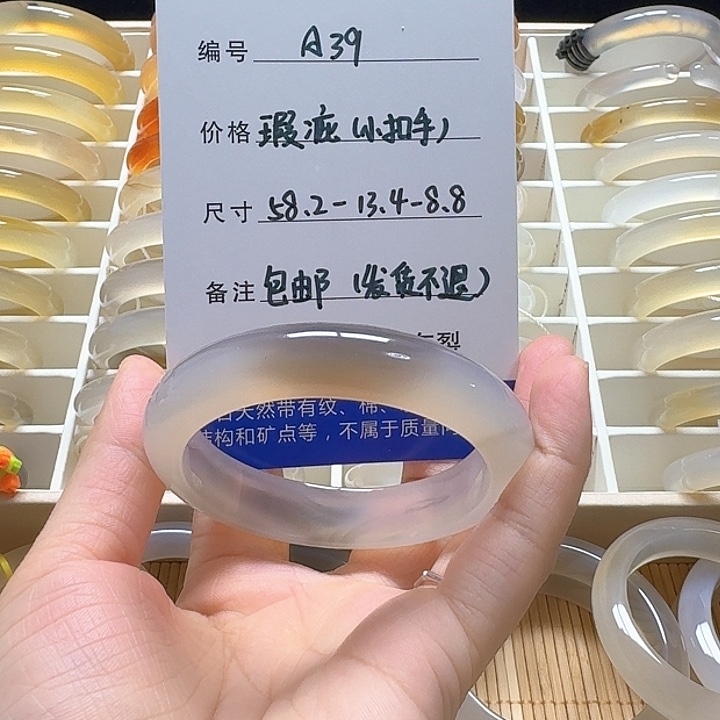 编号 A39
价格 瑕疵(小扣手)
尺寸 58.2-13.4-8.8
备注 包邮(发货不退)
裂
天然带有纹、棉、
结构和矿点等，不属于质量问